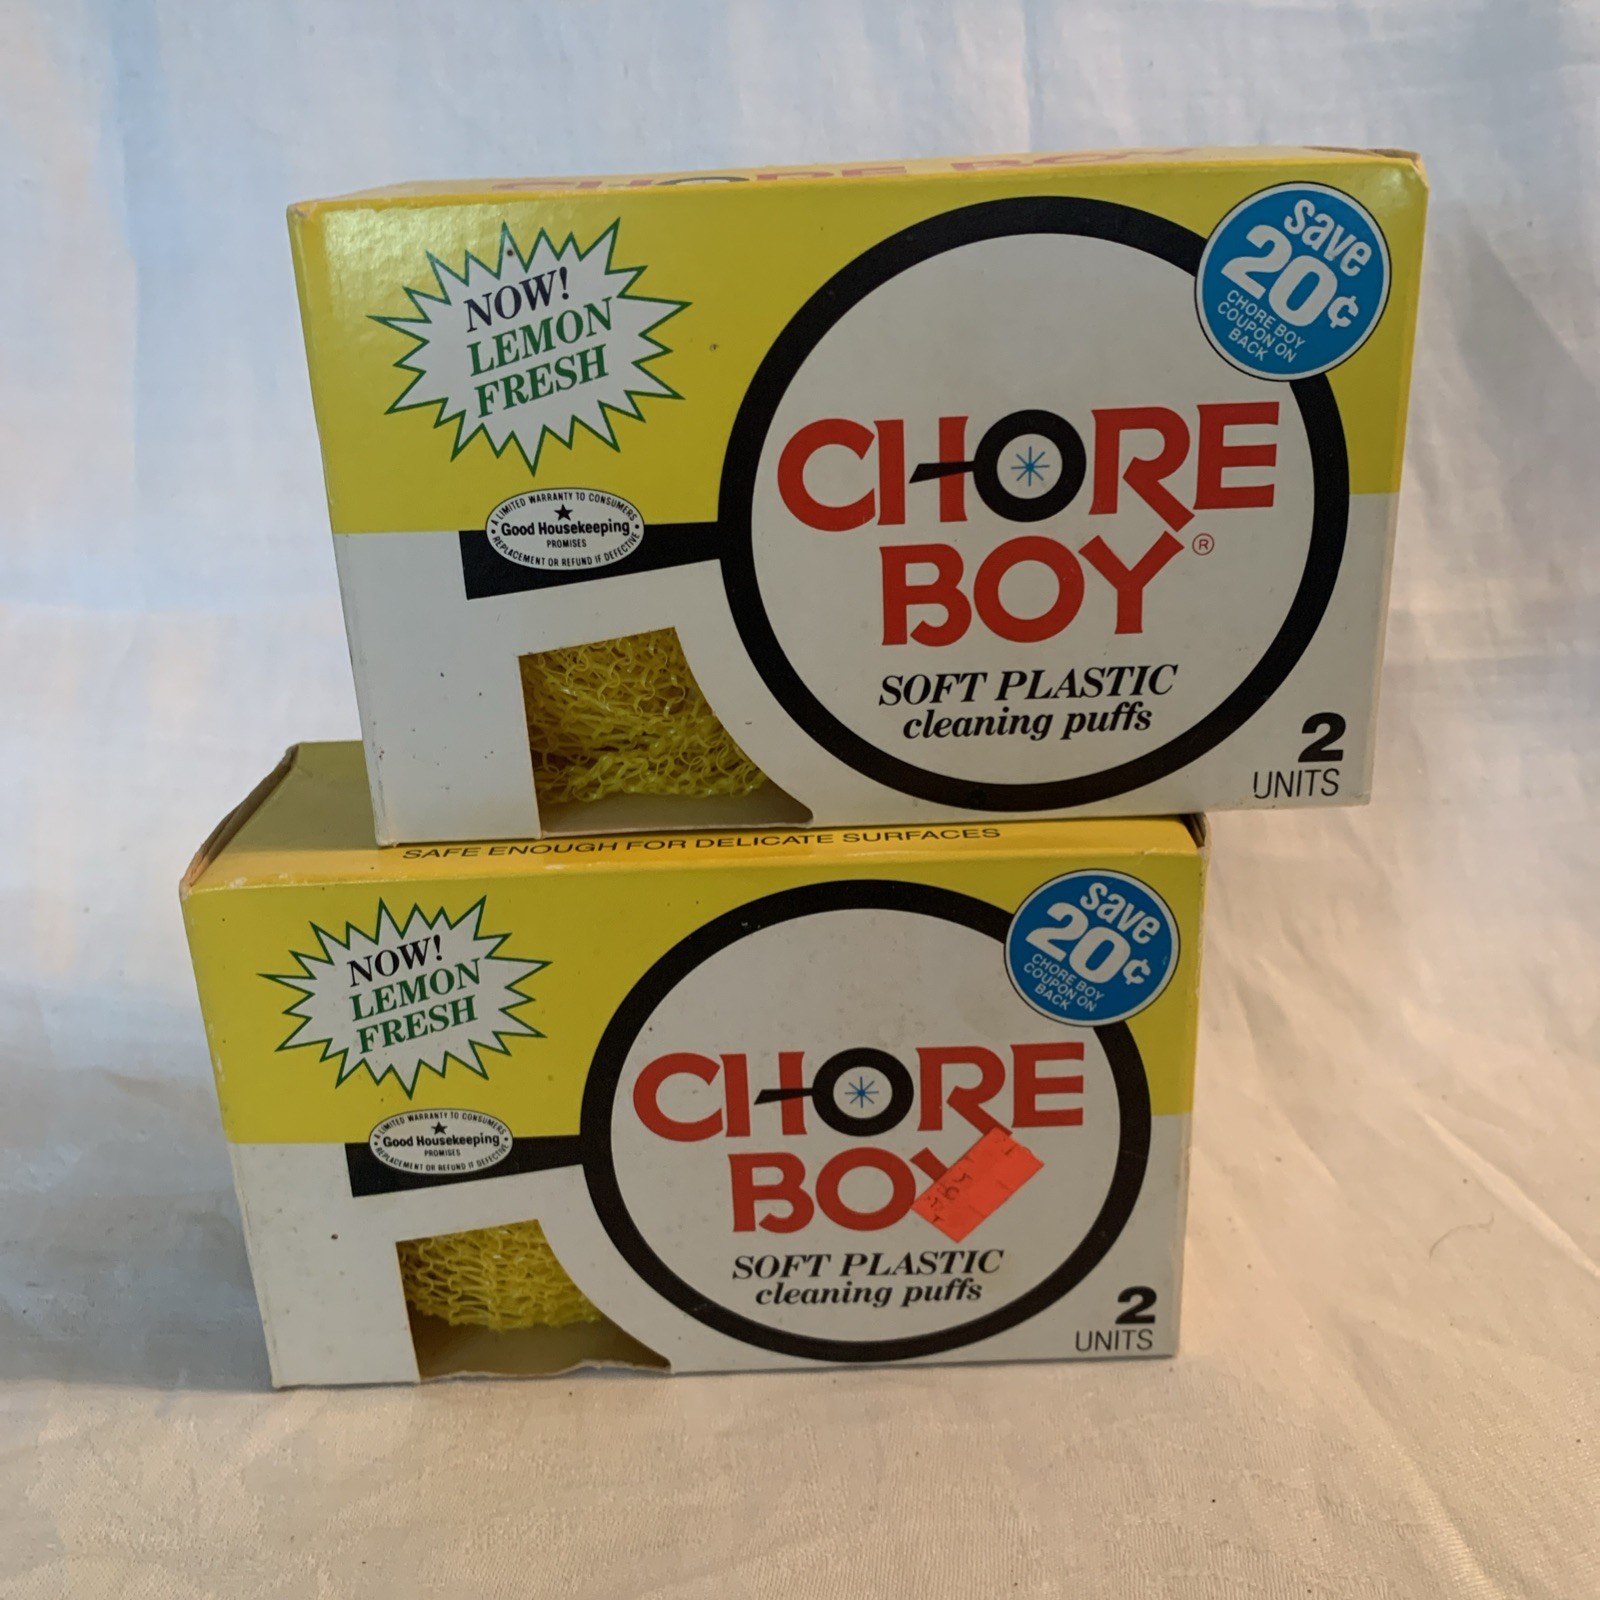 CHORE BOY
NOW!
LEMON
FRESH
save
20¢
CHORE BOY
COUPON ON
BACK
A LIMITED WARRANTY TO CONSUMERS
Good Housekeeping
PROMISES
REPLACEMENT OR REFUND IF DEFECTIVE
CHORE
BOY®
SOFT PLASTIC
cleaning puffs
2
UNITS
SAFE ENOUGH FOR DELICATE SURFACES
NOW!
LEMON
FRESH
save
20¢
CHORE BOY
COUPON ON
BACK
A LIMITED WARRANTY TO CONSUMERS
Good Housekeeping
PROMISES
REPLACEMENT OR REFUND IF DEFECTIVE
CHORE
BOY
SOFT PLASTIC
cleaning puffs
2
UNITS